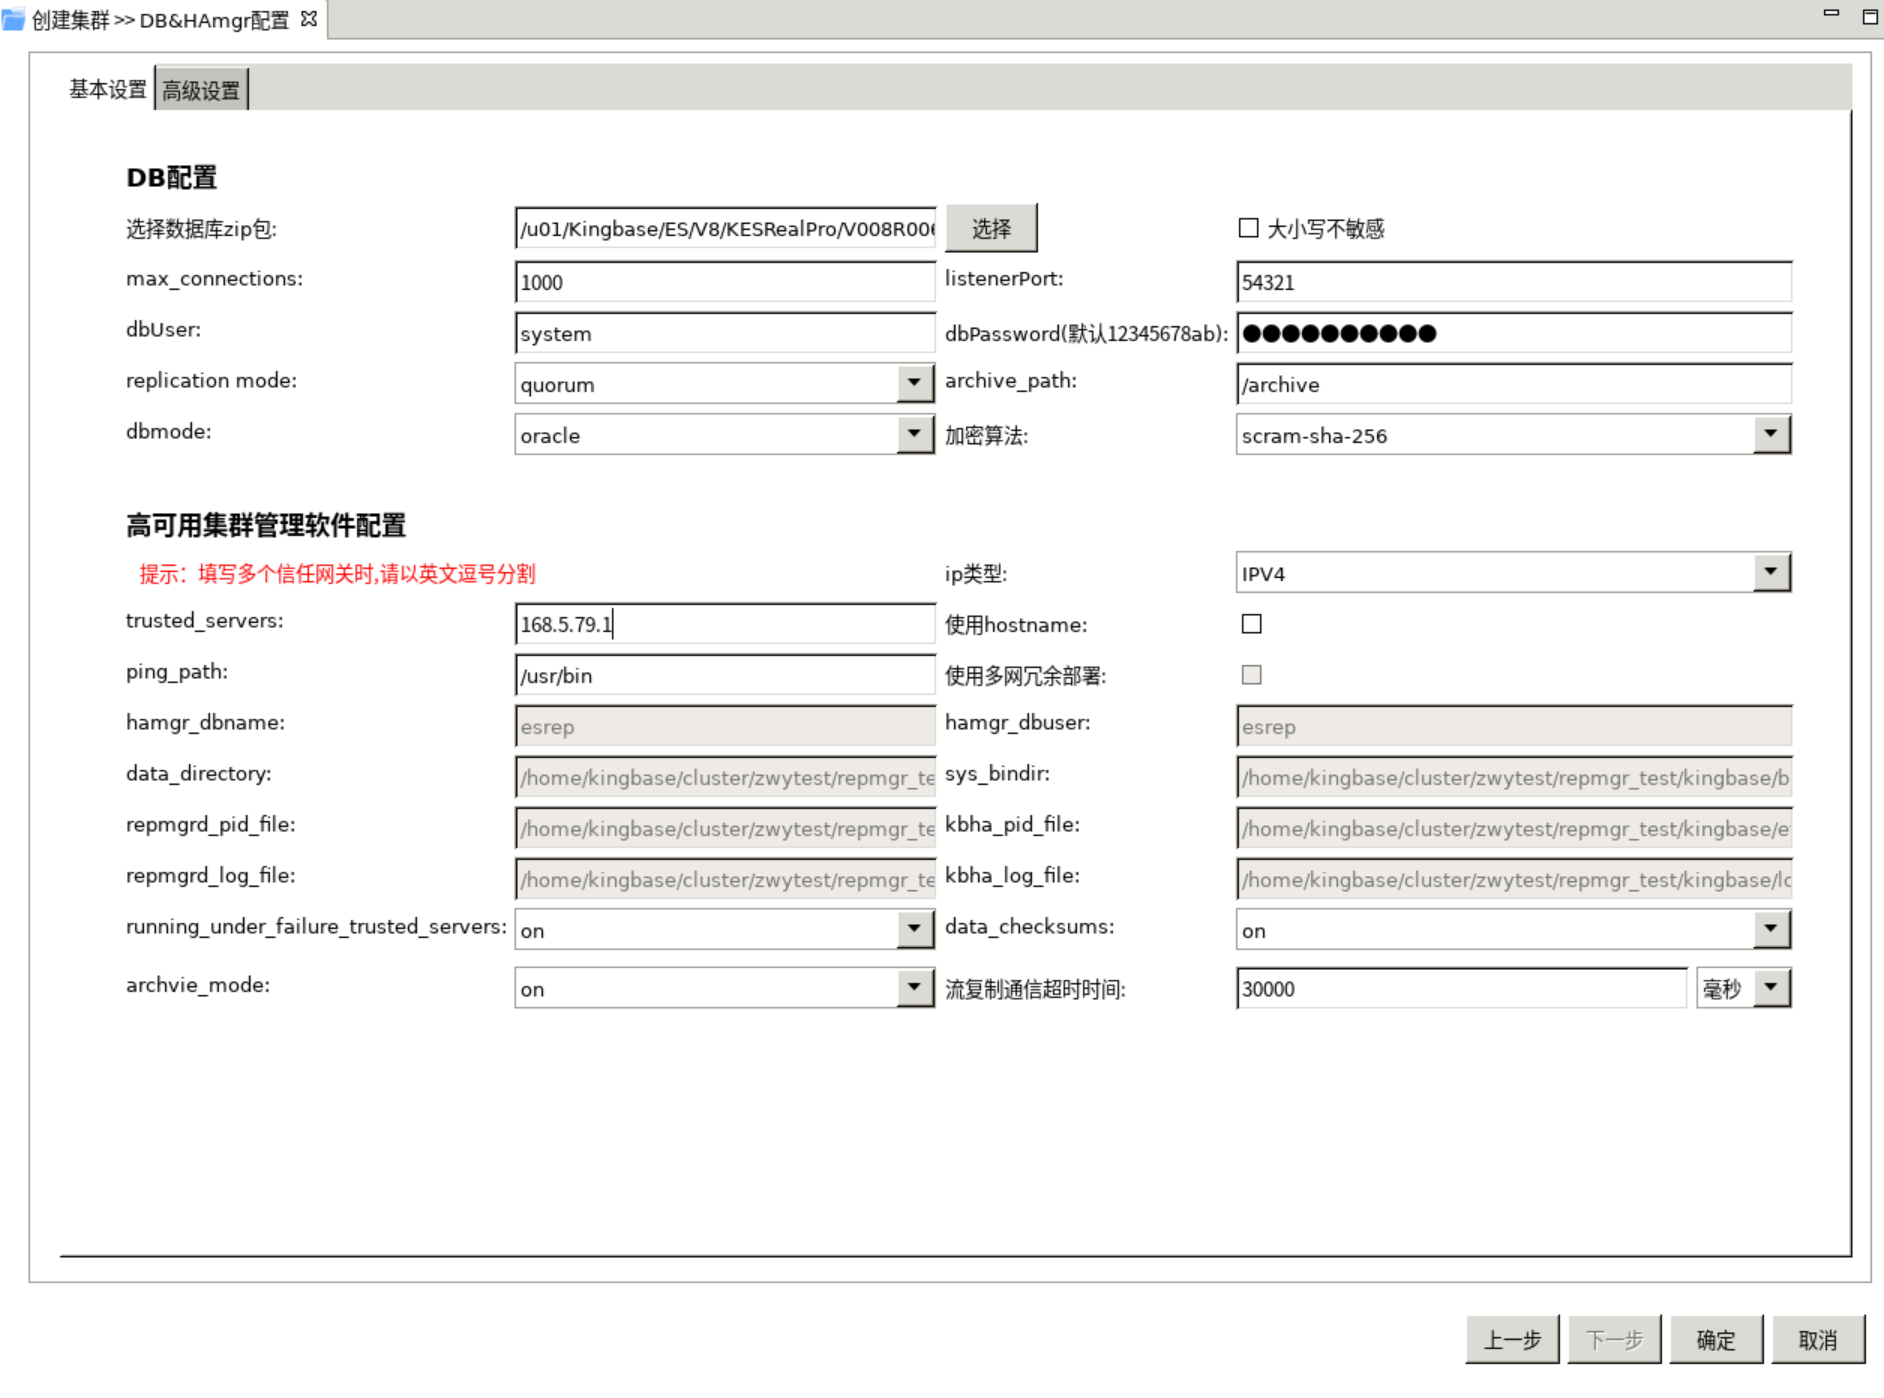 创建集群 >> DB&HAmgr配置
基本设置 高级设置
DB配置
选择数据库zip包: /u01/Kingbase/ES/V8/KESRealPro/V008R00 选择 大小写不敏感
max_connections: 1000 listenerPort: 54321
dbUser: system dbPassword(默认12345678ab): ●●●●●●●●●●
replication mode: quorum archive_path: /archive
dbmode: oracle 加密算法: scram-sha-256
高可用集群管理软件配置
提示：填写多个信任网关时,请以英文逗号分割 ip类型: IPV4
trusted_servers: 168.5.79.1 使用hostname:
ping_path: /usr/bin 使用多网冗余部署:
hamgr_dbname: esrep hamgr_dbuser: esrep
data_directory: /home/kingbase/cluster/zwytest/repmgr_te sys_bindir: /home/kingbase/cluster/zwytest/repmgr_test/kingbase/b
repmgrd_pid_file: /home/kingbase/cluster/zwytest/repmgr_te kbha_pid_file: /home/kingbase/cluster/zwytest/repmgr_test/kingbase/e
repmgrd_log_file: /home/kingbase/cluster/zwytest/repmgr_te kbha_log_file: /home/kingbase/cluster/zwytest/repmgr_test/kingbase/lo
running_under_failure_trusted_servers: on data_checksums: on
archvie_mode: on 流复制通信超时时间: 30000 毫秒
上一步 下一步 确定 取消